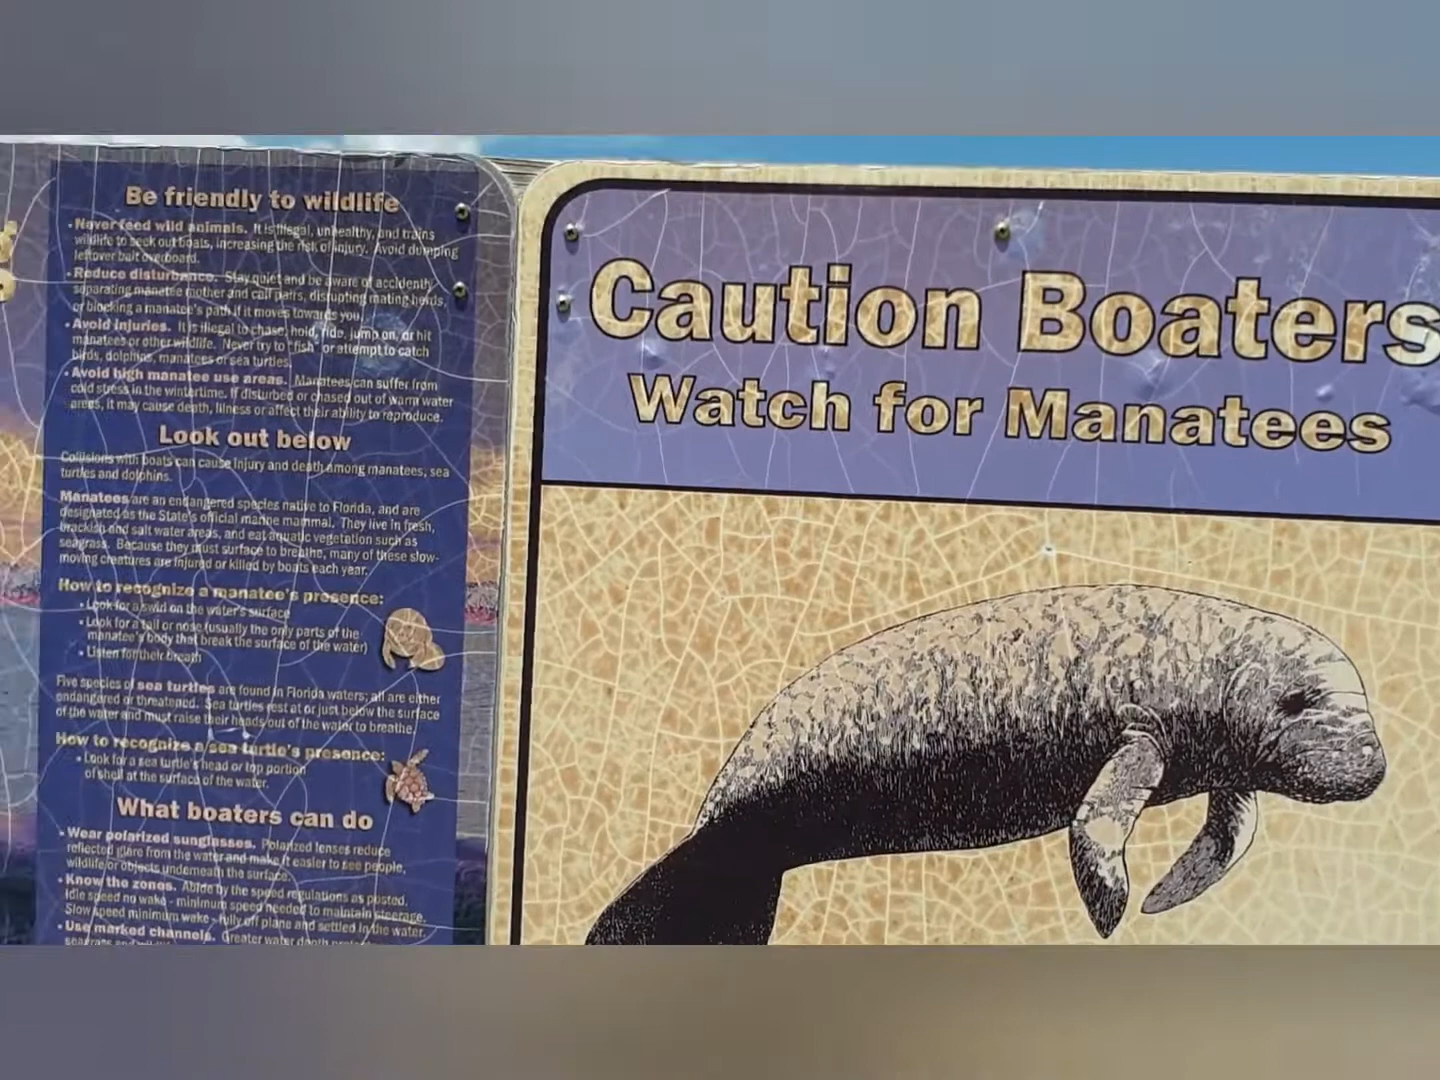 Be friendly to wildlife
• Never feed wild animals. It is illegal, unhealthy, and trains
wildlife to seek out boats, increasing the risk of injury. Avoid dumping
leftover bait overboard.
• Reduce disturbance. Stay quiet and be aware of accidently
separating manatee mother and calf pairs, disrupting mating herds,
or blocking a manatee's path if it moves towards you.
• Avoid injuries. It is illegal to chase, hold, ride, jump on, or hit
manatees or other wildlife. Never try to "fish" or attempt to catch
birds, dolphins, manatees or sea turtles.
• Avoid high manatee use areas. Manatees can suffer from
cold stress in the wintertime. If disturbed or chased out of warm water
areas, it may cause death, illness or affect their ability to reproduce.
Look out below
Collisions with boats can cause injury and death among manatees, sea
turtles and dolphins.
Manatees are an endangered species native to Florida, and are
designated as the State's official marine mammal. They live in fresh,
brackish and salt water areas, and eat aquatic vegetation such as
seagrass. Because they must surface to breathe, many of these slow-
moving creatures are injured or killed by boats each year.
How to recognize a manatee's presence:
• Look for a swirl on the water's surface
• Look for a tail or nose (usually the only parts of the
manatee's body that break the surface of the water)
• Listen for their breath
Five species of sea turtles are found in Florida waters; all are either
endangered or threatened. Sea turtles rest at or just below the surface
of the water and must raise their heads out of the water to breathe.
How to recognize a sea turtle's presence:
• Look for a sea turtle's head or top portion
of shell at the surface of the water.
What boaters can do
• Wear polarized sunglasses. Polarized lenses reduce
reflected glare from the water and make it easier to see people,
wildlife or objects underneath the surface.
• Know the zones. Abide by the speed regulations as posted.
Idle speed no wake - minimum speed needed to maintain steerage.
Slow speed minimum wake - fully off plane and settled in the water.
• Use marked channels. Greater water depth
seagrass and
Caution Boaters
Watch for Manatees